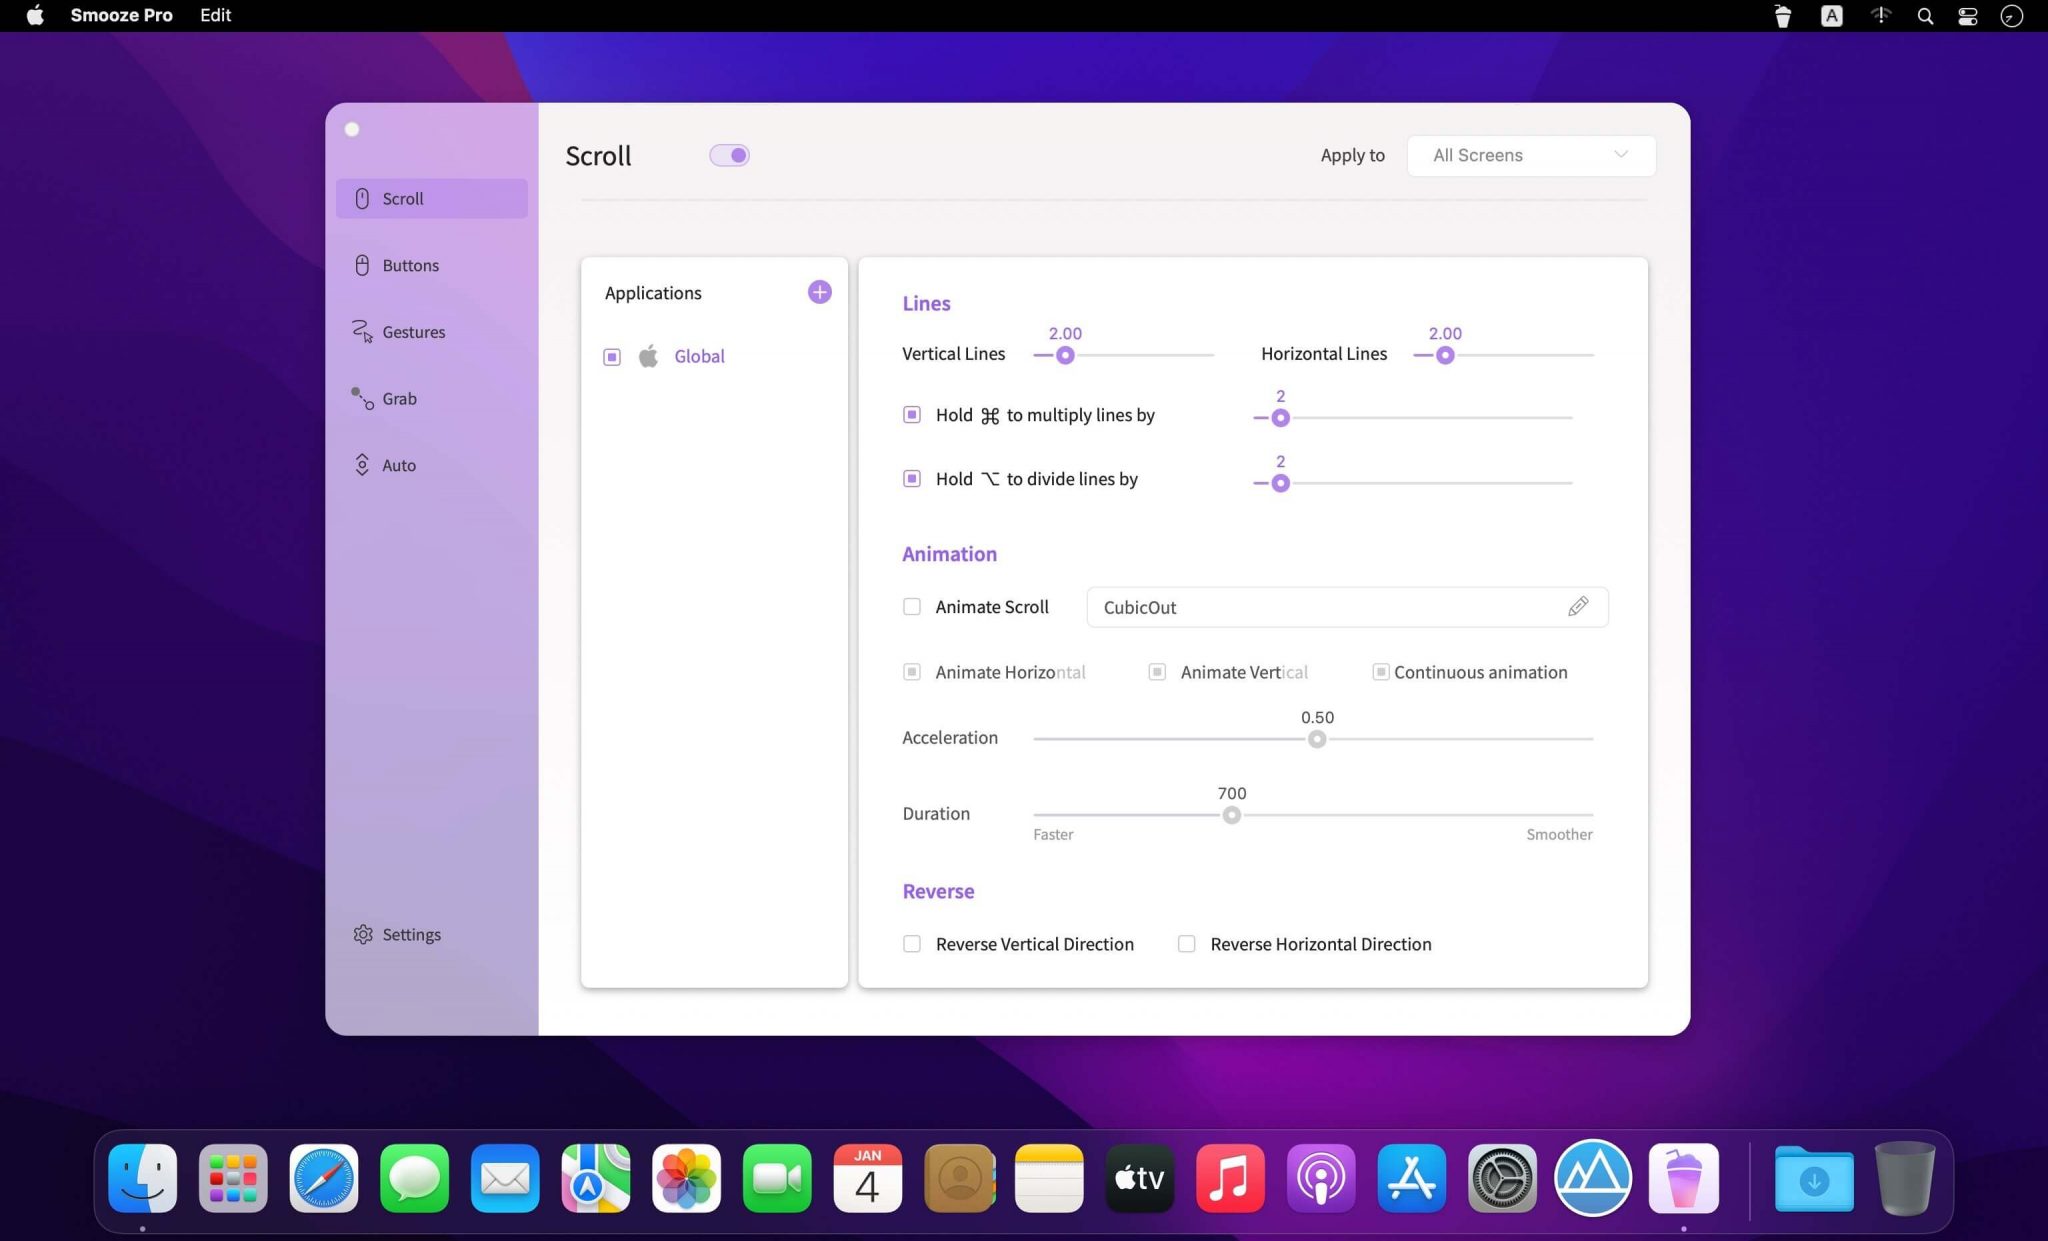 Smooze Pro Edit A
Scroll Apply to All Screens
Scroll
Buttons
Gestures
Grab
Auto
Settings
Applications
Global
Lines
2.00 2.00
Vertical Lines Horizontal Lines
2
Hold ⌘ to multiply lines by
2
Hold ⌥ to divide lines by
Animation
Animate Scroll CubicOut
Animate Horizontal Animate Vertical Continuous animation
0.50
Acceleration
700
Duration
Faster Smoother
Reverse
Reverse Vertical Direction Reverse Horizontal Direction
JAN
4
tv